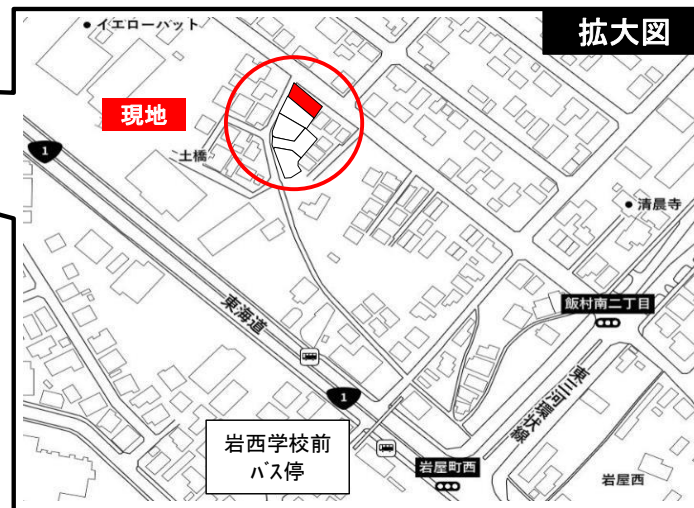 拡大図
• イエローハット
現地
1
土橋
• 清晨寺
飯村南二丁目
東海道
東三河環状線
1
岩西学校前
バス停
岩屋町西
岩屋西